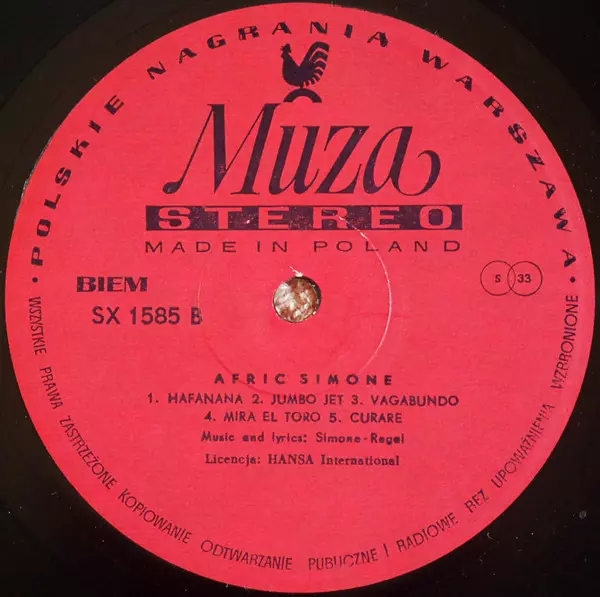 • POLSKIE NAGRANIA WARSZAWA •
Muza
STEREO
MADE IN POLAND
BIEM
SX 1585 B
S 33
AFRIC SIMONE
1. HAFANANA 2. JUMBO JET 3. VAGABUNDO
4. MIRA EL TORO 5. CURARE
Music and lyrics: Simone-Regal
Licencja: HANSA International
WSZYSTKIE PRAWA ZASTRZEŻONE KOPIOWANIE ODTWARZANIE PUBLICZNE I RADIOWE BEZ UPOWAŻNIENIA WZBRONIONE